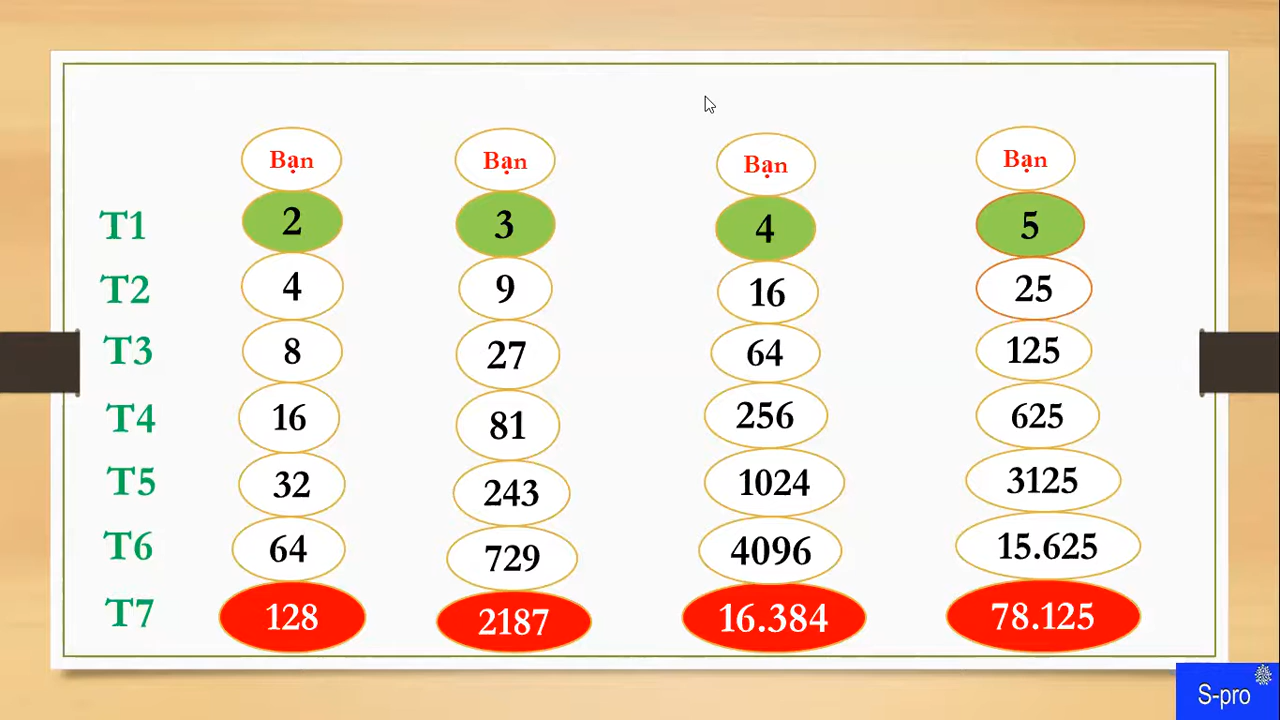 Bạn Bạn Bạn Bạn
T1 2 3 4 5
T2 4 9 16 25
T3 8 27 64 125
T4 16 81 256 625
T5 32 243 1024 3125
T6 64 729 4096 15.625
T7 128 2187 16.384 78.125
S-pro